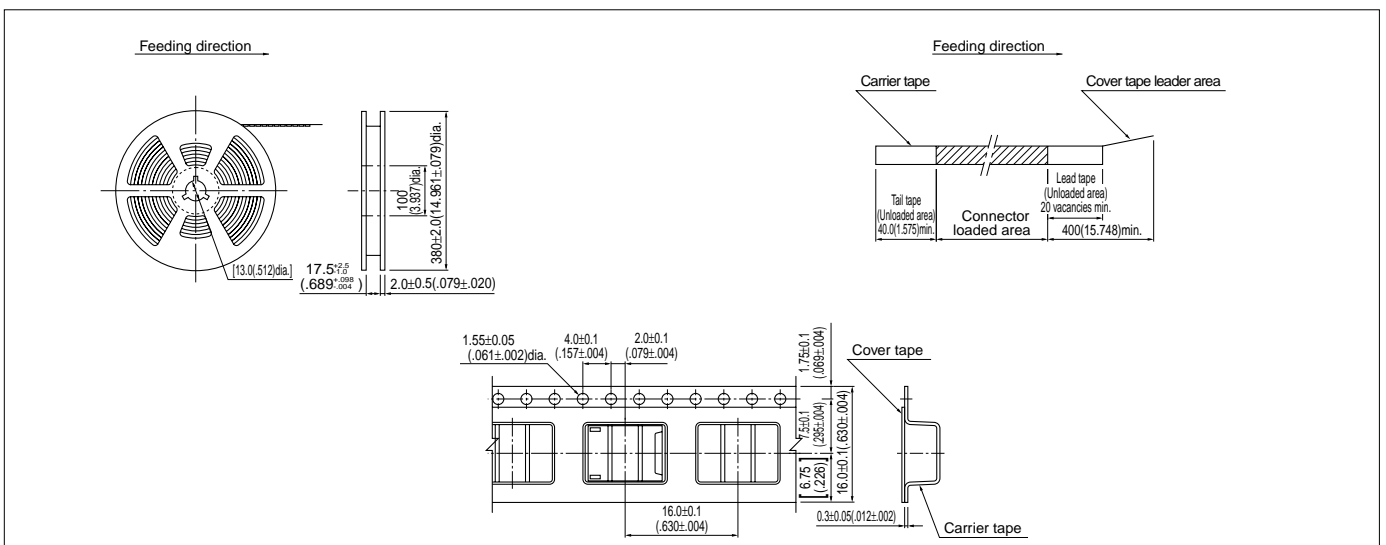 Feeding direction
[13.0(.512)dia.]
17.5+2.5-1.0
(.689+.098-.004)
2.0±0.5(.079±.020)
100
(3.937)dia.
380±2.0(14.961±.079)dia.
Feeding direction
Carrier tape
Cover tape leader area
Tail tape
(Unloaded area)
40.0(1.575)min.
Connector
loaded area
Lead tape
(Unloaded area)
20 vacancies min.
400(15.748)min.
1.55±0.05
(.061±.002)dia.
4.0±0.1
(.157±.004)
2.0±0.1
(.079±.004)
1.75±0.1
(.069±.004)
7.5±0.1
(.295±.004)
[6.75
(.226)]
16.0±0.1(.630±.004)
16.0±0.1
(.630±.004)
Cover tape
0.3±0.05(.012±.002)
Carrier tape